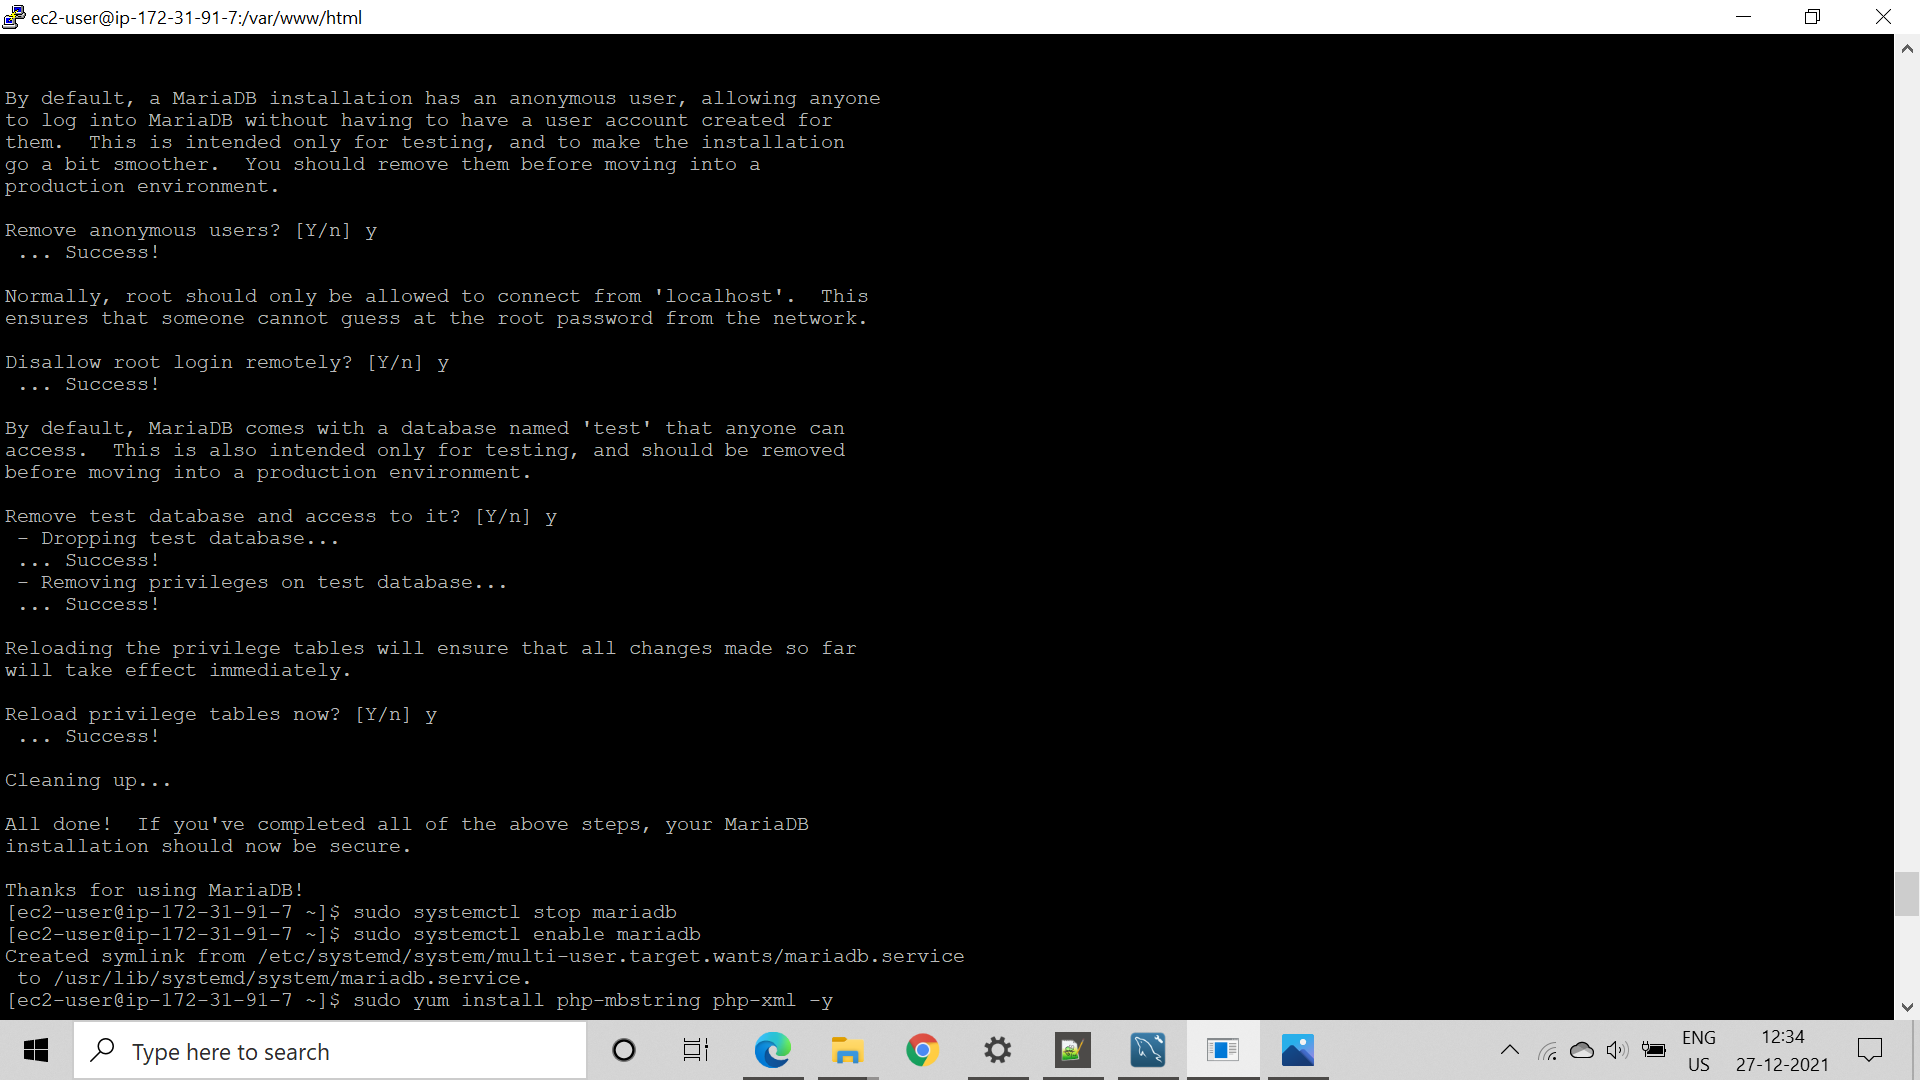 ec2-user@ip-172-31-91-7:/var/www/html
By default, a MariaDB installation has an anonymous user, allowing anyone
to log into MariaDB without having to have a user account created for
them.  This is intended only for testing, and to make the installation
go a bit smoother.  You should remove them before moving into a
production environment.
Remove anonymous users? [Y/n] y
 ... Success!
Normally, root should only be allowed to connect from 'localhost'.  This
ensures that someone cannot guess at the root password from the network.
Disallow root login remotely? [Y/n] y
 ... Success!
By default, MariaDB comes with a database named 'test' that anyone can
access.  This is also intended only for testing, and should be removed
before moving into a production environment.
Remove test database and access to it? [Y/n] y
 - Dropping test database...
 ... Success!
 - Removing privileges on test database...
 ... Success!
Reloading the privilege tables will ensure that all changes made so far
will take effect immediately.
Reload privilege tables now? [Y/n] y
 ... Success!
Cleaning up...
All done!  If you've completed all of the above steps, your MariaDB
installation should now be secure.
Thanks for using MariaDB!
[ec2-user@ip-172-31-91-7 ~]$ sudo systemctl stop mariadb
[ec2-user@ip-172-31-91-7 ~]$ sudo systemctl enable mariadb
Created symlink from /etc/systemd/system/multi-user.target.wants/mariadb.service
 to /usr/lib/systemd/system/mariadb.service.
[ec2-user@ip-172-31-91-7 ~]$ sudo yum install php-mbstring php-xml -y
Type here to search
ENG
US
12:34
27-12-2021